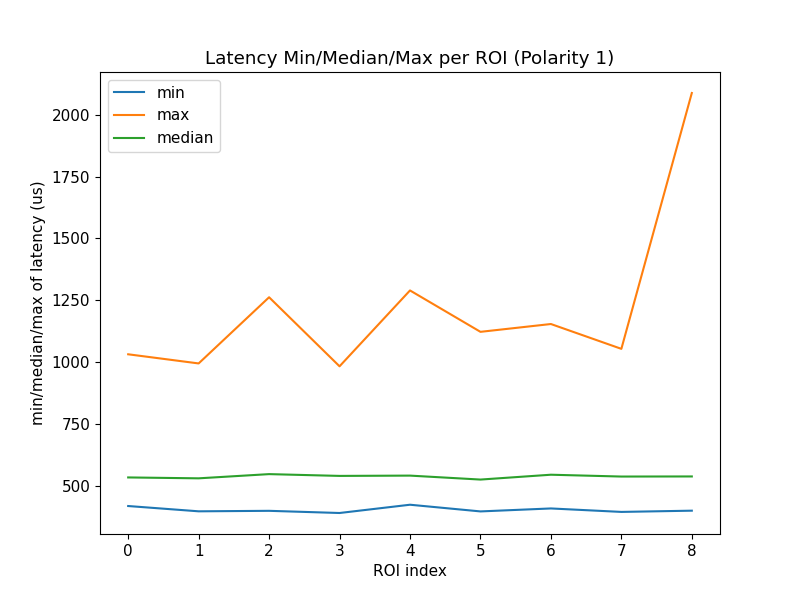 Latency Min/Median/Max per ROI (Polarity 1)
min
max
median
2000
1750
1500
1250
1000
750
500
min/median/max of latency (us)
0 1 2 3 4 5 6 7 8
ROI index